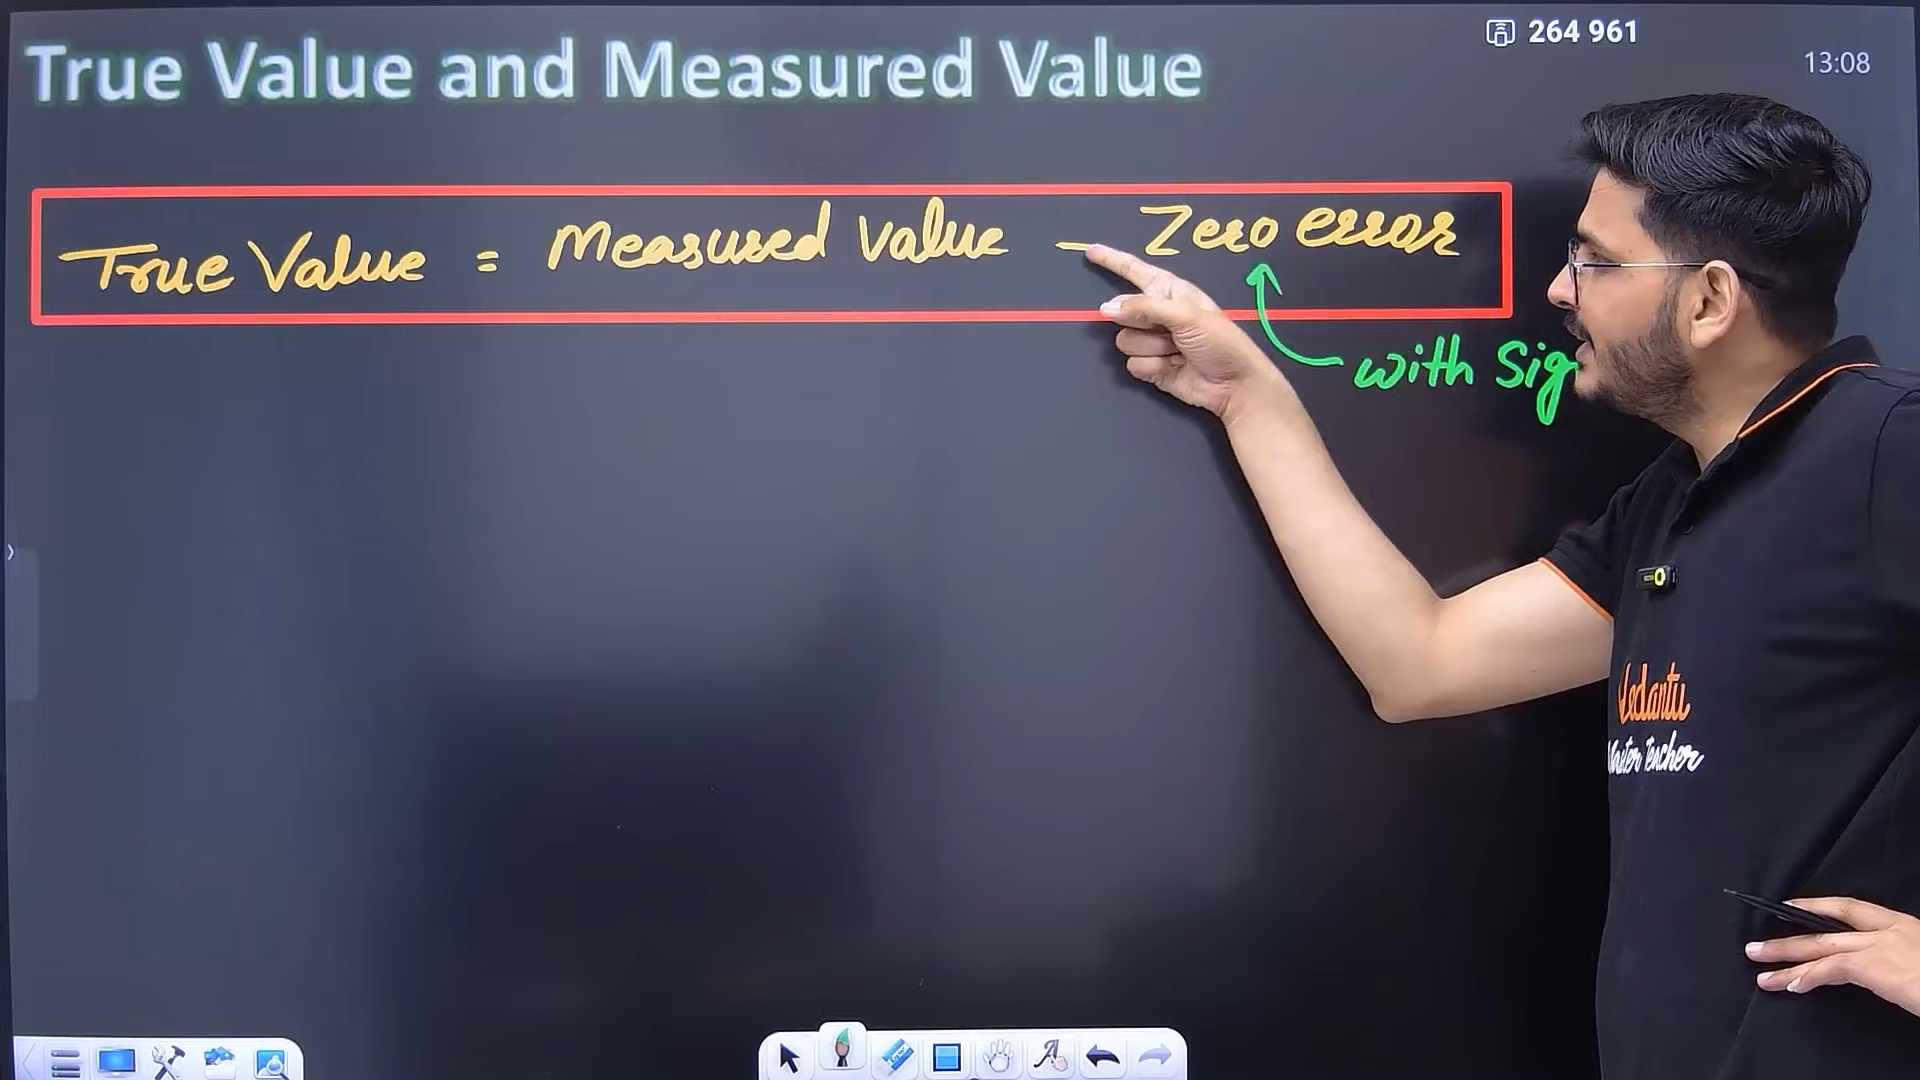 264 961
13:08
True Value and Measured Value
True Value = Measured Value - Zero error
with Sig
Vedantu
Master Teacher